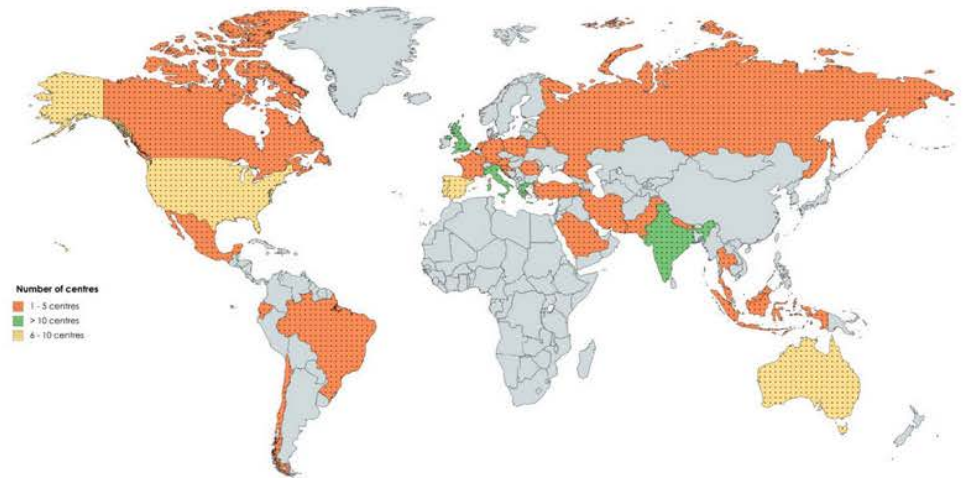 Number of centres
1 - 5 centres
> 10 centres
6 - 10 centres